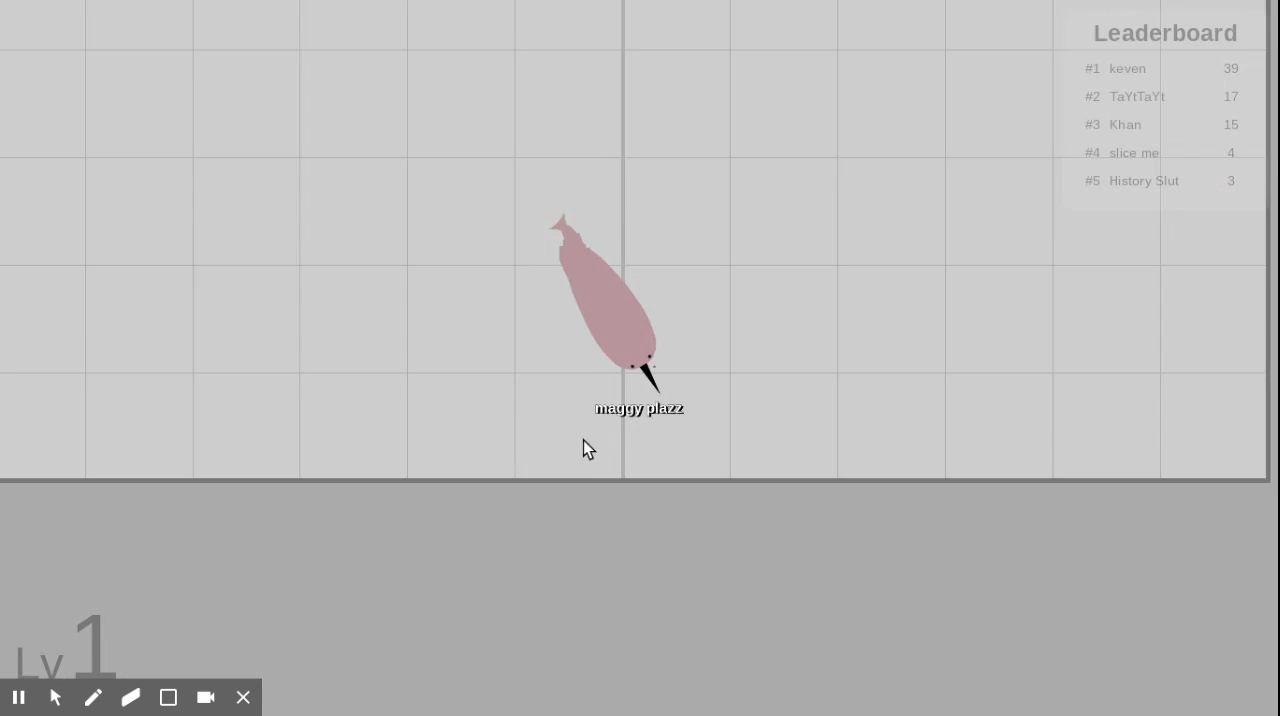 Leaderboard
#1 keven 39
#2 TaYtTaYt 17
#3 Khan 15
#4 slice me 4
#5 History Slut 3
maggy plazz
Lv 1